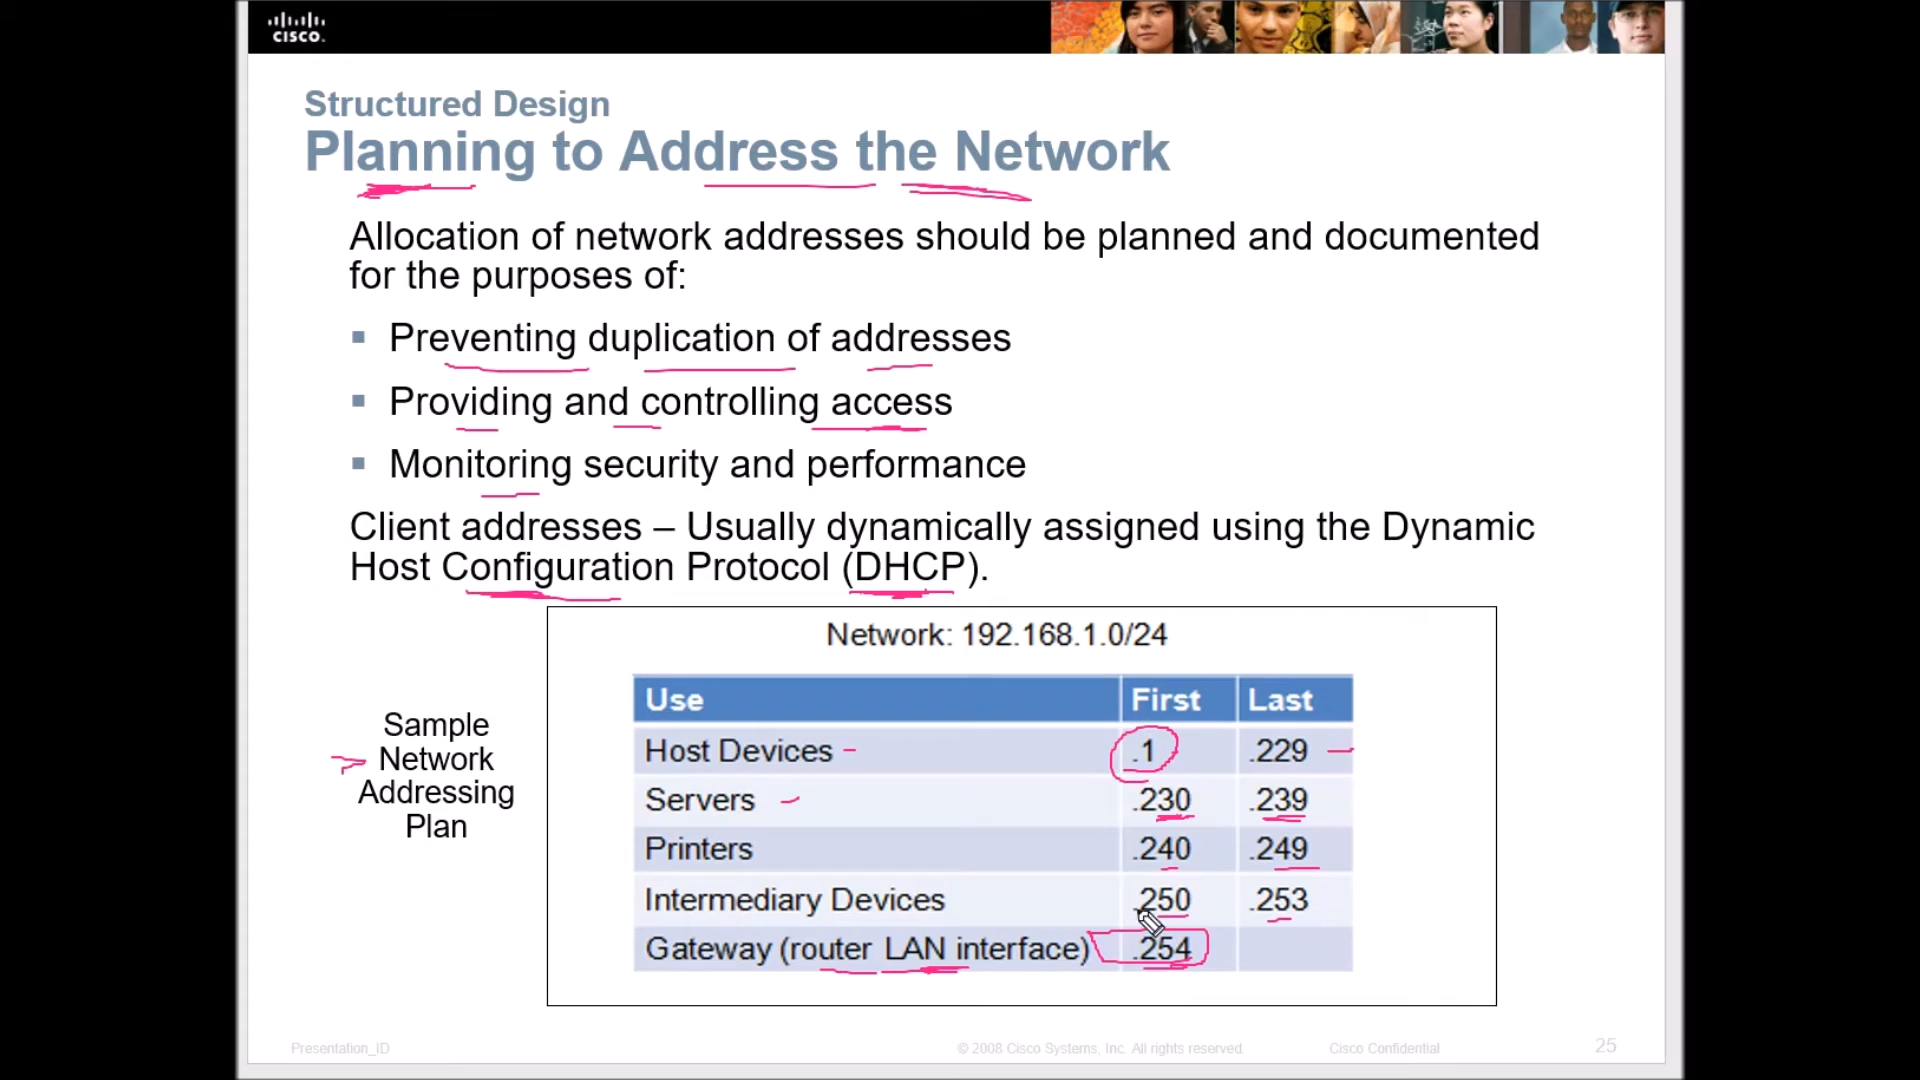 CISCO.
Structured Design
Planning to Address the Network
Allocation of network addresses should be planned and documented
for the purposes of:
Preventing duplication of addresses
Providing and controlling access
Monitoring security and performance
Client addresses – Usually dynamically assigned using the Dynamic
Host Configuration Protocol (DHCP).
Sample
Network
Addressing
Plan
Network: 192.168.1.0/24
Use First Last
Host Devices .1 .229
Servers .230 .239
Printers .240 .249
Intermediary Devices .250 .253
Gateway (router LAN interface) .254
Presentation_ID © 2008 Cisco Systems, Inc. All rights reserved. Cisco Confidential 25